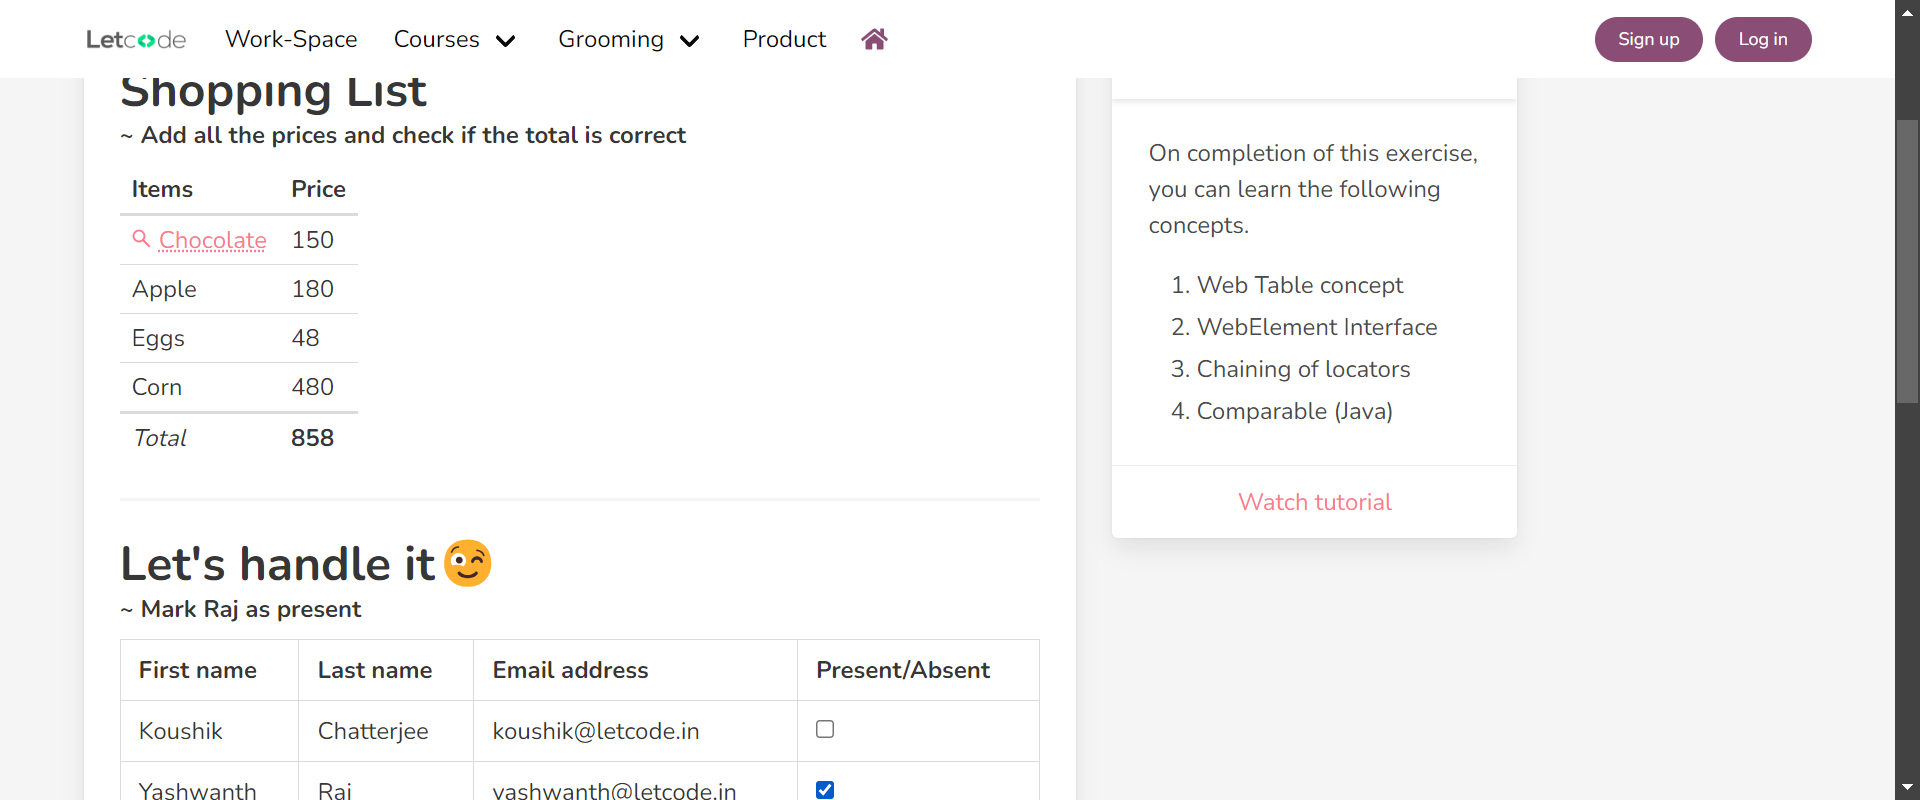 Letcode Work-Space Courses Grooming Product Sign up Log in
Shopping List
~ Add all the prices and check if the total is correct
Items Price
Chocolate 150
Apple 180
Eggs 48
Corn 480
Total 858
Let's handle it
~ Mark Raj as present
First name Last name Email address Present/Absent
Koushik Chatterjee koushik@letcode.in
Yashwanth Raj yashwanth@letcode.in
On completion of this exercise,
you can learn the following
concepts.
1. Web Table concept
2. WebElement Interface
3. Chaining of locators
4. Comparable (Java)
Watch tutorial